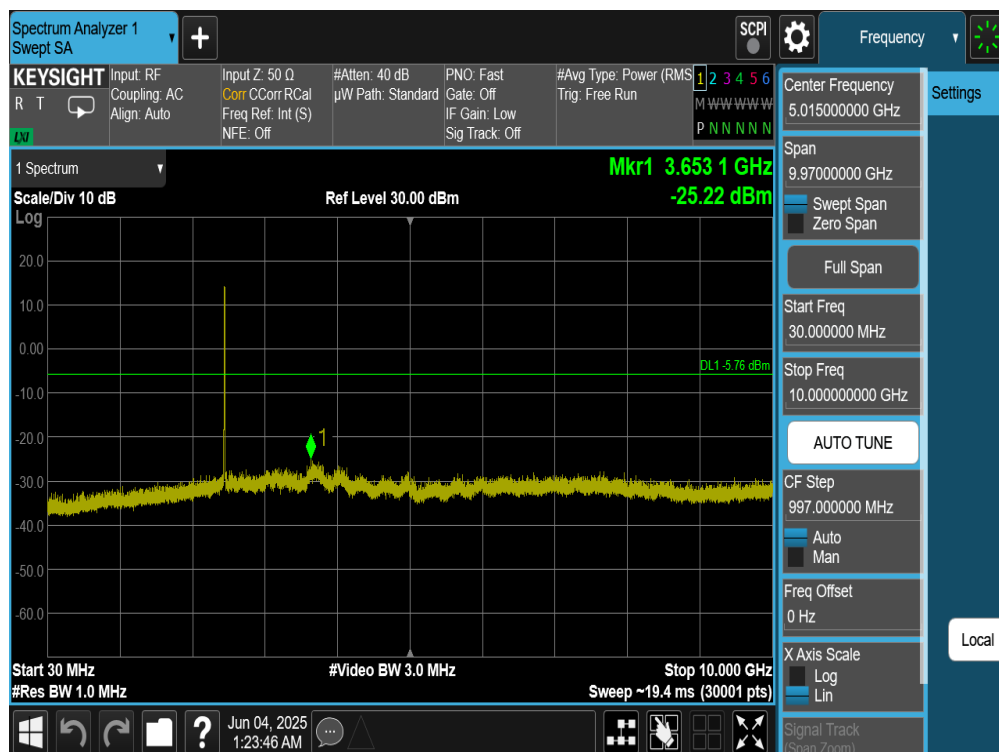 Spectrum Analyzer 1
Swept SA
SCPI
Frequency
KEYSIGHT
R T
LXI
Input: RF
Coupling: AC
Align: Auto
Input Z: 50 Ω
Corr CCorr RCal
Freq Ref: Int (S)
NFE: Off
#Atten: 40 dB
µW Path: Standard
PNO: Fast
Gate: Off
IF Gain: Low
Sig Track: Off
#Avg Type: Power (RMS
Trig: Free Run
1 2 3 4 5 6
M W W W W W
P N N N N N
1 Spectrum
Mkr1 3.653 1 GHz
-25.22 dBm
Scale/Div 10 dB
Ref Level 30.00 dBm
Log
20.0
10.0
0.00
DL1 -5.76 dBm
-10.0
-20.0
1
-30.0
-40.0
-50.0
-60.0
Start 30 MHz
#Video BW 3.0 MHz
Stop 10.000 GHz
#Res BW 1.0 MHz
Sweep ~19.4 ms (30001 pts)
Jun 04, 2025
1:23:46 AM
Center Frequency
5.015000000 GHz
Span
9.97000000 GHz
Swept Span
Zero Span
Full Span
Start Freq
30.000000 MHz
Stop Freq
10.000000000 GHz
AUTO TUNE
CF Step
997.000000 MHz
Auto
Man
Freq Offset
0 Hz
X Axis Scale
Log
Lin
Signal Track
(Span Zoom)
Settings
Local